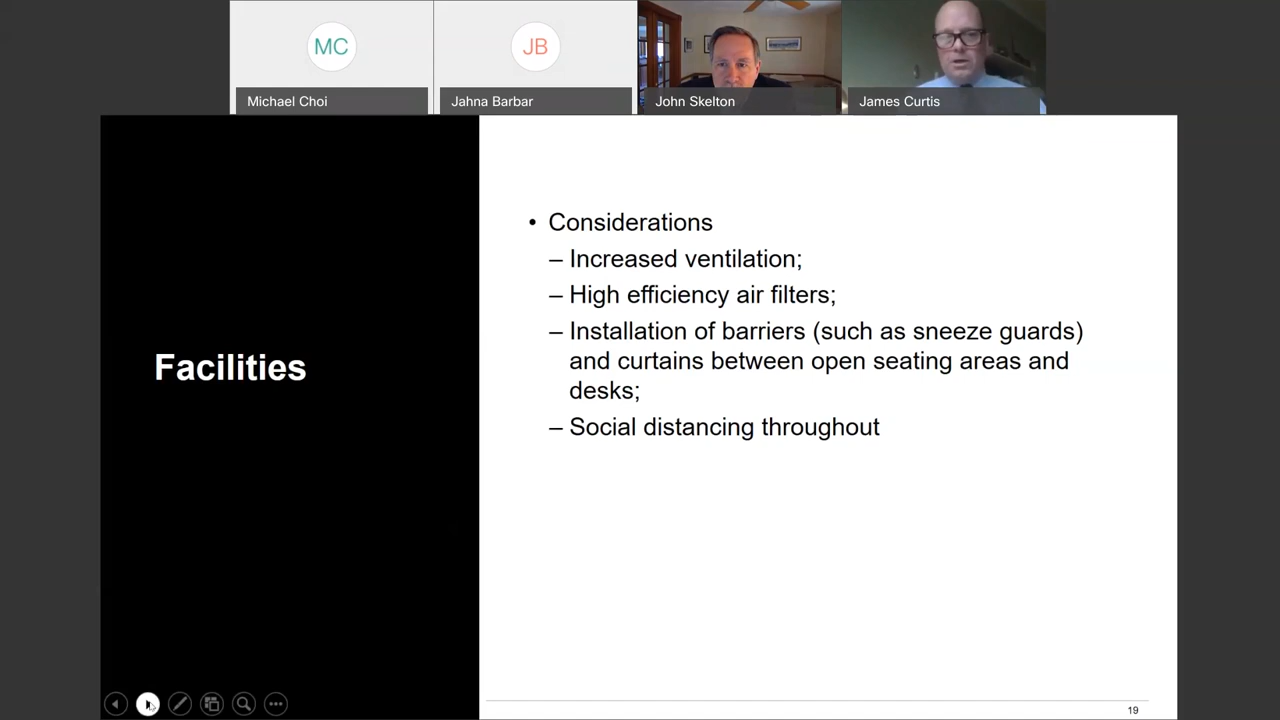 MC
JB
Michael Choi
Jahna Barbar
John Skelton
James Curtis
Facilities
• Considerations
– Increased ventilation;
– High efficiency air filters;
– Installation of barriers (such as sneeze guards)
and curtains between open seating areas and
desks;
– Social distancing throughout
19